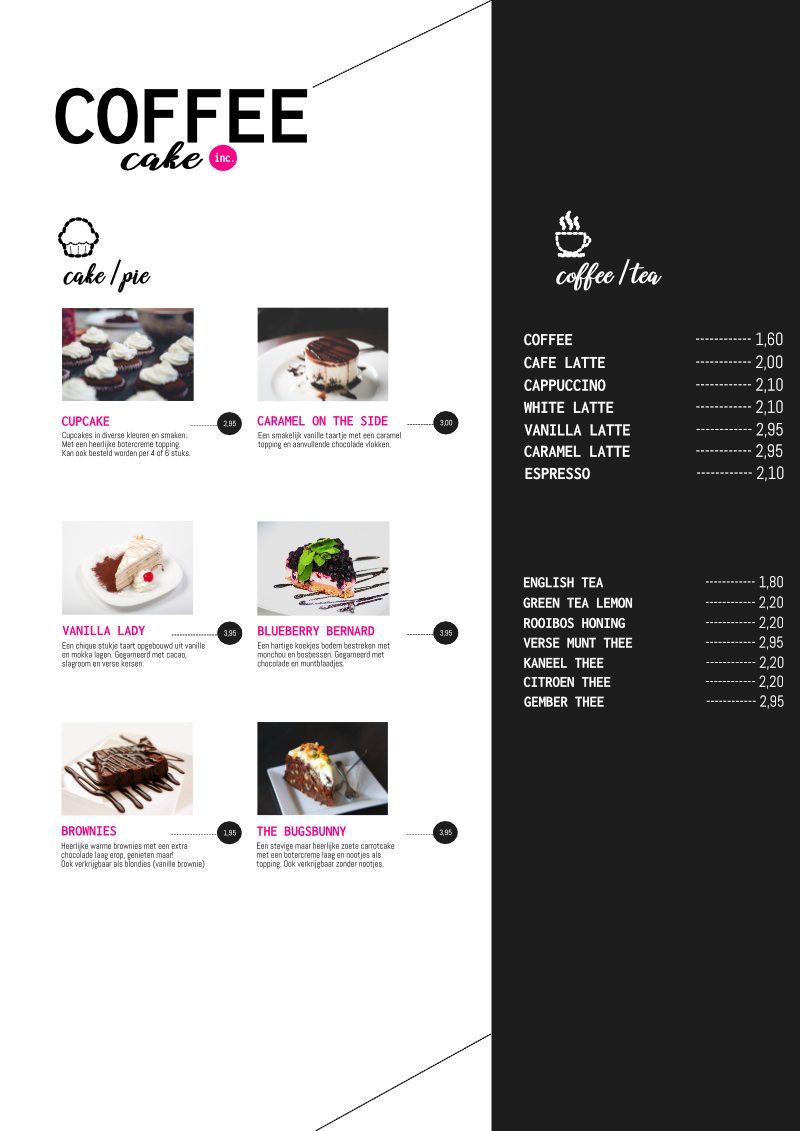 COFFEE
cake inc.
cake / pie
CUPCAKE 2,95
Cupcakes in diverse kleuren en smaken.
Met een heerlijke botercreme topping.
Kan ook besteld worden per 4 of 6 stuks.
CARAMEL ON THE SIDE 3,00
Een smakelijk vanille taartje met een caramel
topping en aanvullende chocolade vlokken.
VANILLA LADY 3,95
Een chique stukje taart opgebouwd uit vanille
en mokka lagen. Gegarneerd met cacao,
slagroom en verse kersen.
BLUEBERRY BERNARD 3,95
Een hartige koekjes bodem bestreken met
monchou en bosbessen. Gegarneerd met
chocolade en muntblaadjes.
BROWNIES 1,95
Heerlijke warme brownies met een extra
chocolade laag erop, genieten maar!
Ook verkrijgbaar als blondies (vanille brownie)
THE BUGSBUNNY 3,95
Een stevige maar heerlijke zoete carrotcake
met een botercreme laag en nootjes als
topping. Ook verkrijgbaar zonder nootjes.
coffee / tea
COFFEE ------------ 1,60
CAFE LATTE ------------ 2,00
CAPPUCCINO ------------ 2,10
WHITE LATTE ------------ 2,10
VANILLA LATTE ------------ 2,95
CARAMEL LATTE ------------ 2,95
ESPRESSO ------------ 2,10
ENGLISH TEA ------------ 1,80
GREEN TEA LEMON ------------ 2,20
ROOIBOS HONING ------------ 2,20
VERSE MUNT THEE ------------ 2,95
KANEEL THEE ------------ 2,20
CITROEN THEE ------------ 2,20
GEMBER THEE ------------ 2,95